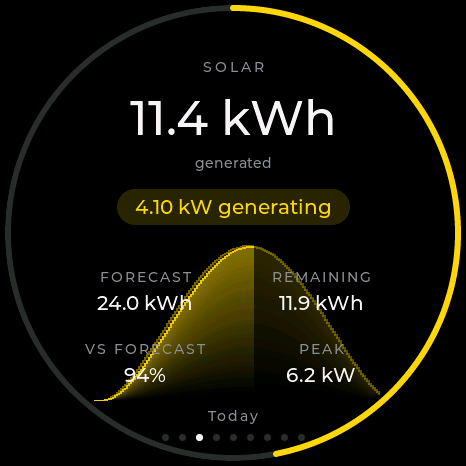 SOLAR
11.4 kWh
generated
4.10 kW generating
FORECAST REMAINING
24.0 kWh 11.9 kWh
VS FORECAST PEAK
94% 6.2 kW
Today